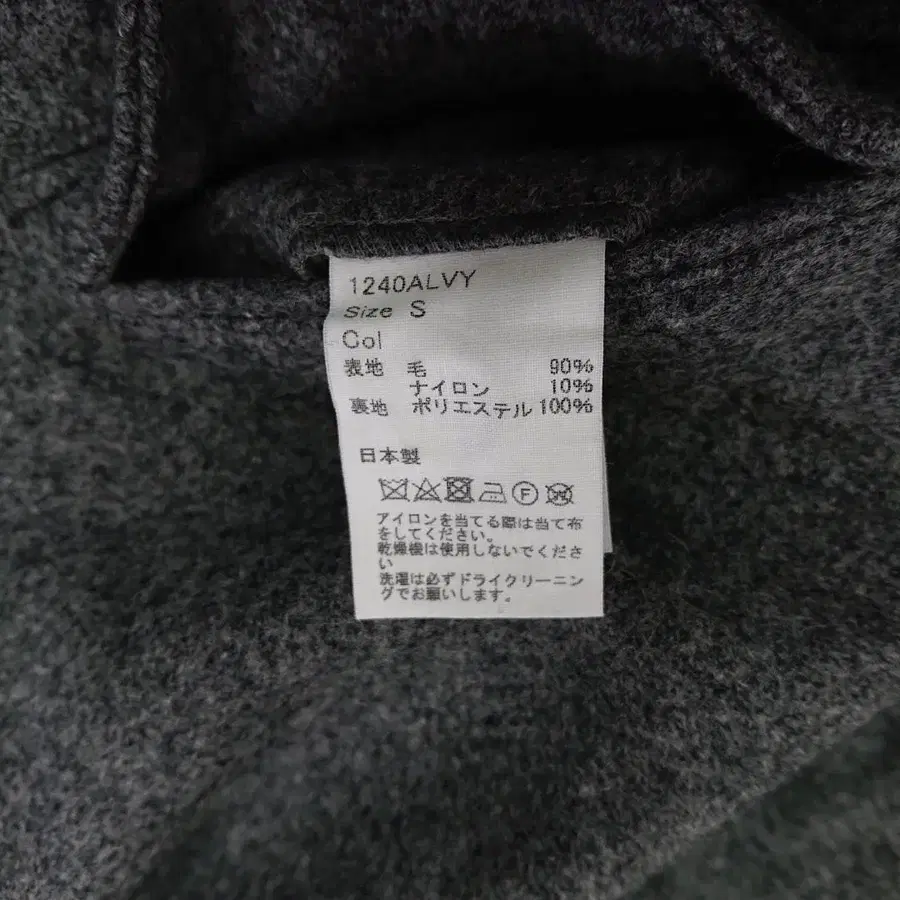 1240ALVY
Size S
Col
表地 毛 90%
ナイロン 10%
裏地 ポリエステル 100%
日本製
F W
アイロンを当てる際は当て布
をしてください。
乾燥機は使用しないでくださ
い
洗濯は必ずドライクリーニン
グでお願いします。